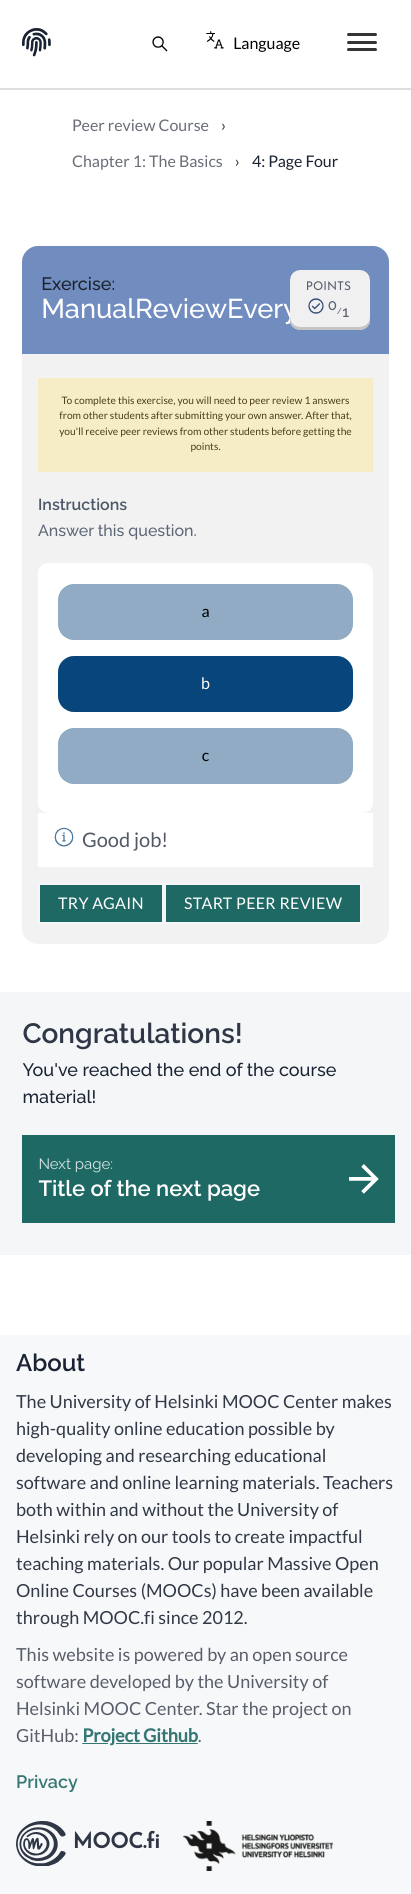 Language
Peer review Course ›
Chapter 1: The Basics › 4: Page Four
Exercise:
ManualReviewEvery
POINTS
0/1
To complete this exercise, you will need to peer review 1 answers
from other students after submitting your own answer. After that,
you'll receive peer reviews from other students before getting the
points.
Instructions
Answer this question.
a
b
c
Good job!
TRY AGAIN
START PEER REVIEW
Congratulations!
You've reached the end of the course
material!
Next page:
Title of the next page
About
The University of Helsinki MOOC Center makes
high-quality online education possible by
developing and researching educational
software and online learning materials. Teachers
both within and without the University of
Helsinki rely on our tools to create impactful
teaching materials. Our popular Massive Open
Online Courses (MOOCs) have been available
through MOOC.fi since 2012.
This website is powered by an open source
software developed by the University of
Helsinki MOOC Center. Star the project on
GitHub: Project Github.
Privacy
MOOC.fi
HELSINGIN YLIOPISTO
HELSINGFORS UNIVERSITET
UNIVERSITY OF HELSINKI